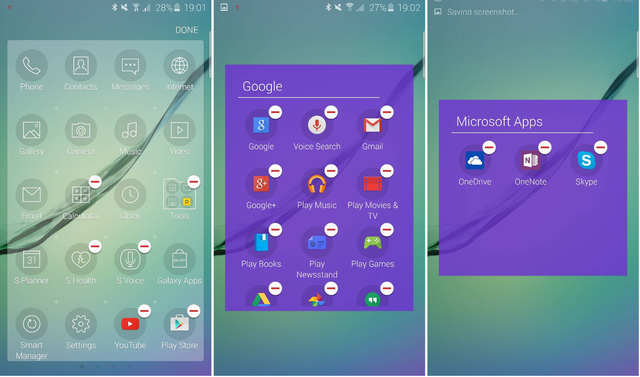 28% 19:01
DONE
Phone Contacts Messages Internet
Gallery Camera Music Video
Email Calculator Clock Tools
31
S Planner S Health S Voice Galaxy Apps
Smart Manager Settings YouTube Play Store
27% 19:02
Google
Google Voice Search Gmail
Google+ Play Music Play Movies & TV
Play Books Play Newsstand Play Games
Saving screenshot...
Microsoft Apps
OneDrive OneNote Skype